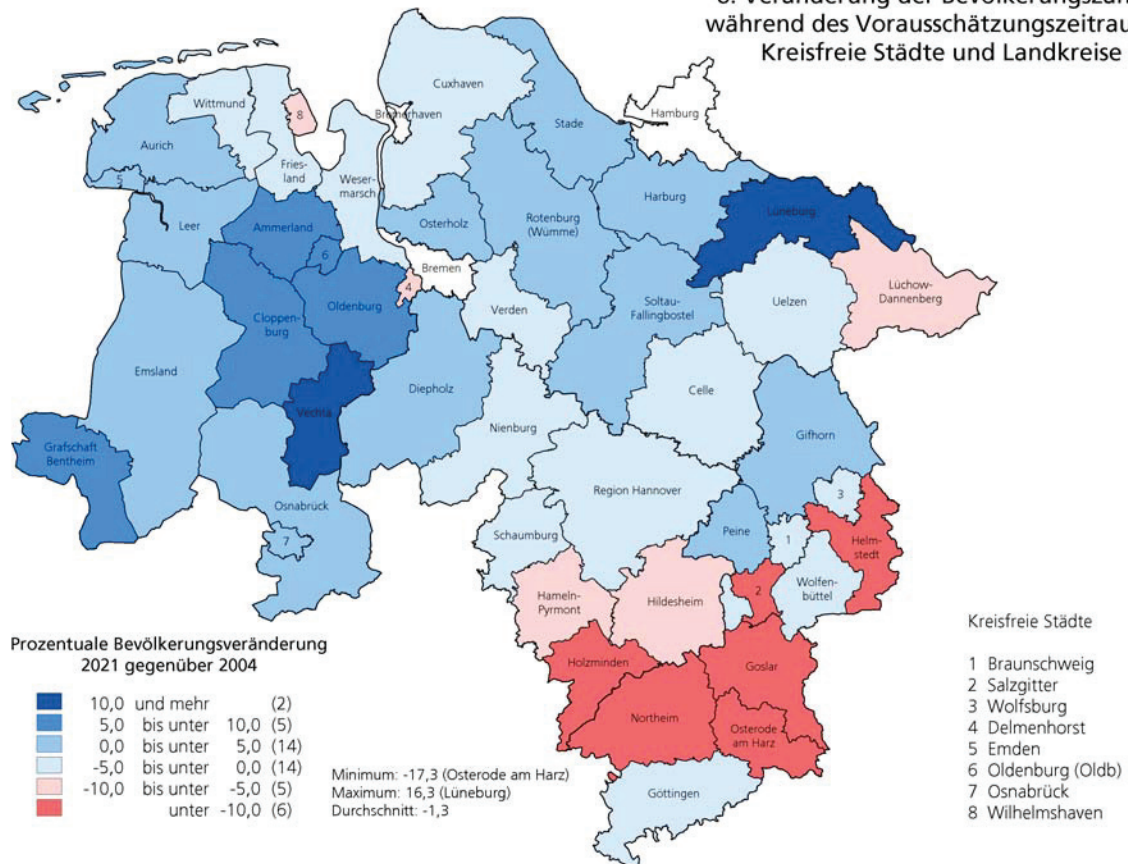 während des Vorausschätzungszeitrau
Kreisfreie Städte und Landkreise
Cuxhaven
Wittmund
8
Bremerhaven
Hamburg
Stade
Aurich
Fries-
land
Weser-
marsch
5
Leer
Ammerland
Osterholz
Rotenburg
(Wümme)
Harburg
Lüneburg
6
Bremen
4
Lüchow-
Dannenberg
Oldenburg
Verden
Soltau-
Fallingbostel
Uelzen
Cloppen-
burg
Emsland
Diepholz
Celle
Vechta
Nienburg
Gifhorn
Grafschaft
Bentheim
Region Hannover
3
Osnabrück
7
Schaumburg
Peine
1
Helm-
stedt
Wolfen-
büttel
2
Hameln-
Pyrmont
Hildesheim
Holzminden
Goslar
Northeim
Osterode
am Harz
Göttingen
Prozentuale Bevölkerungsveränderung
2021 gegenüber 2004
10,0 und mehr (2)
5,0 bis unter 10,0 (5)
0,0 bis unter 5,0 (14)
-5,0 bis unter 0,0 (14)
-10,0 bis unter -5,0 (5)
unter -10,0 (6)
Minimum: -17,3 (Osterode am Harz)
Maximum: 16,3 (Lüneburg)
Durchschnitt: -1,3
Kreisfreie Städte
1 Braunschweig
2 Salzgitter
3 Wolfsburg
4 Delmenhorst
5 Emden
6 Oldenburg (Oldb)
7 Osnabrück
8 Wilhelmshaven